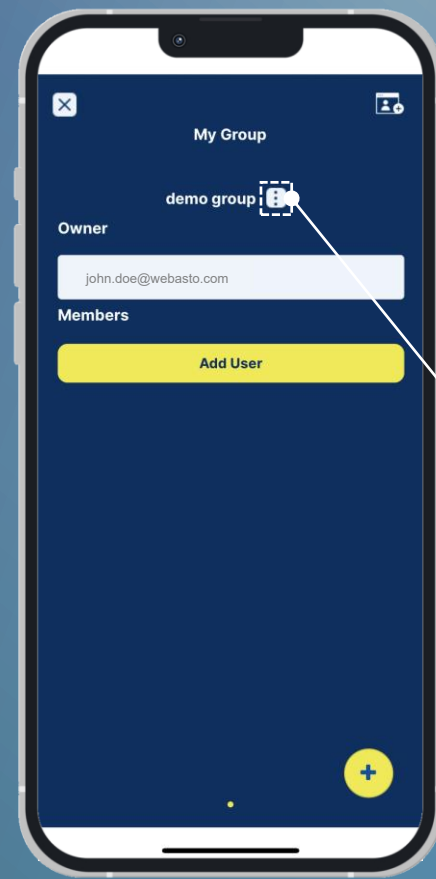 My Group
demo group
Owner
john.doe@webasto.com
Members
Add User
+